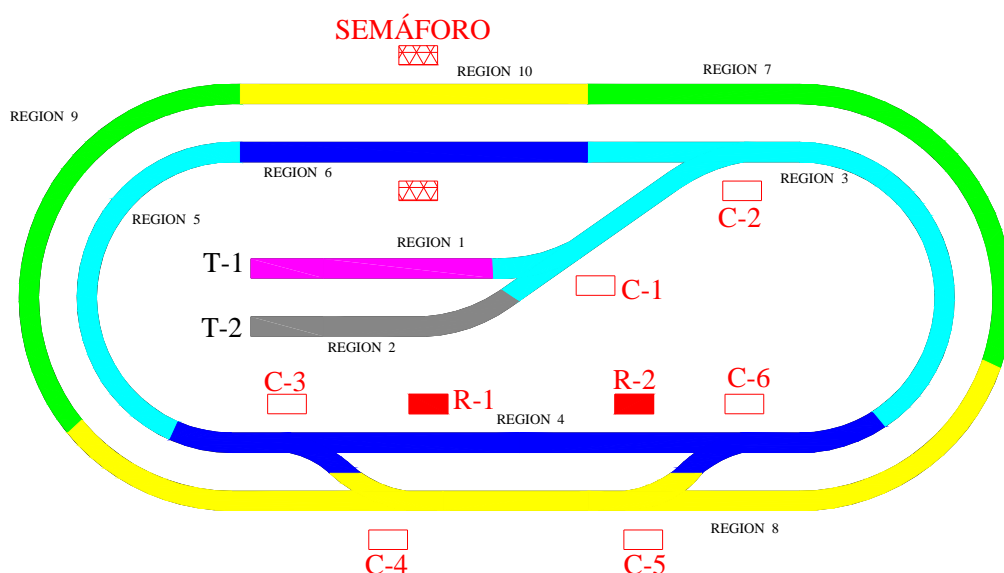 SEMÁFORO
REGION 10
REGION 7
REGION 9
REGION 6
REGION 3
C-2
REGION 5
REGION 1
T-1
C-1
T-2
REGION 2
C-3
R-1
R-2
C-6
REGION 4
REGION 8
C-4
C-5